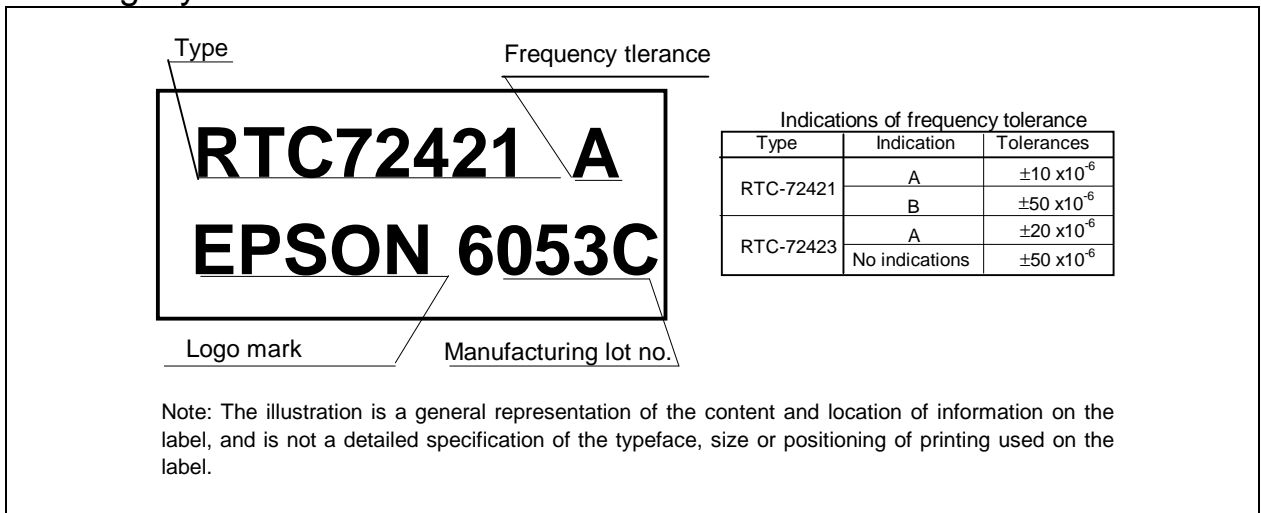 Type
Frequency tlerance
RTC72421 A
EPSON 6053C
Logo mark
Manufacturing lot no.
Indications of frequency tolerance
Type Indication Tolerances
RTC-72421 A ±10 x10-6
B ±50 x10-6
RTC-72423 A ±20 x10-6
No indications ±50 x10-6
Note: The illustration is a general representation of the content and location of information on the
label, and is not a detailed specification of the typeface, size or positioning of printing used on the
label.